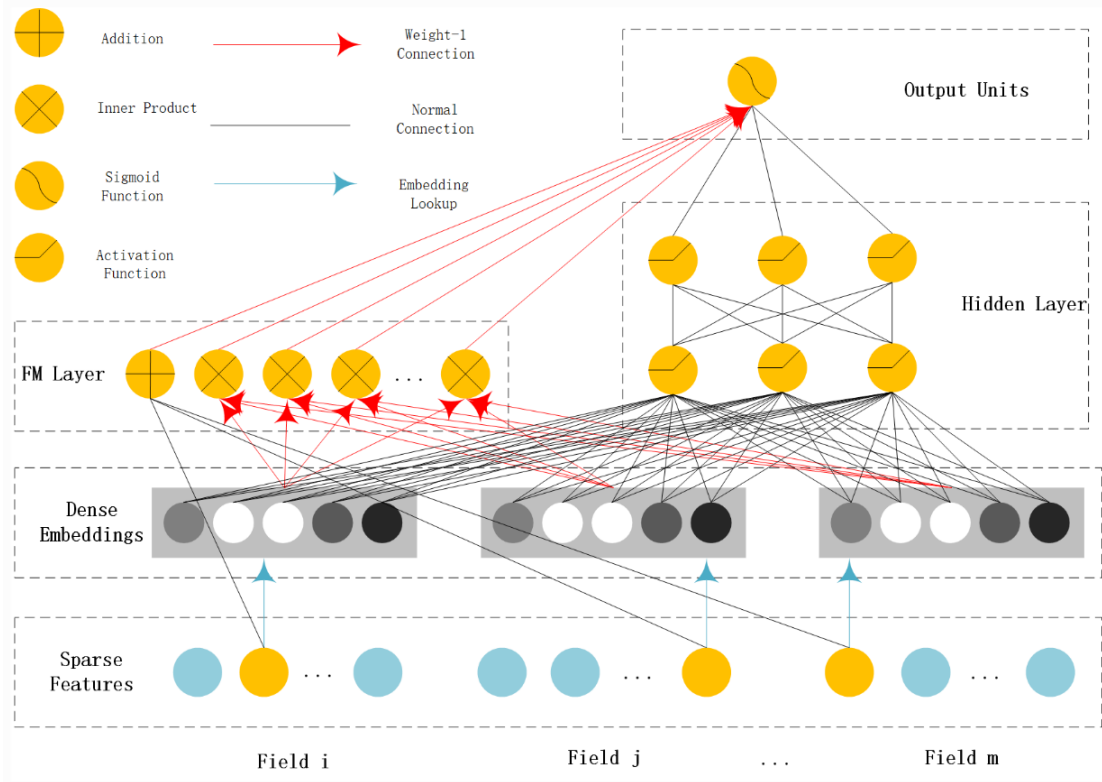 Addition
Weight-1
Connection
Inner Product
Normal
Connection
Sigmoid
Function
Embedding
Lookup
Activation
Function
Output Units
Hidden Layer
FM Layer
...
Dense
Embeddings
Sparse
Features
...
...
...
Field i
Field j
...
Field m